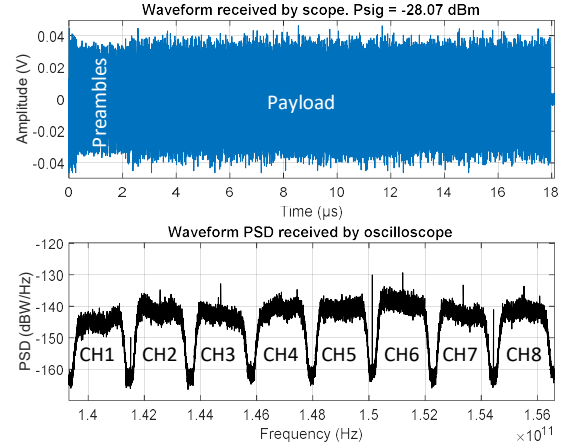 Waveform received by scope. Psig = -28.07 dBm
Amplitude (V)
0.04
0.02
0
-0.02
-0.04
Preambles
Payload
0 2 4 6 8 10 12 14 16 18
Time (μs)
Waveform PSD received by oscilloscope
PSD (dBW/Hz)
-120
-130
-140
-150
-160
CH1 CH2 CH3 CH4 CH5 CH6 CH7 CH8
1.4 1.42 1.44 1.46 1.48 1.5 1.52 1.54 1.56
Frequency (Hz)
×10¹¹